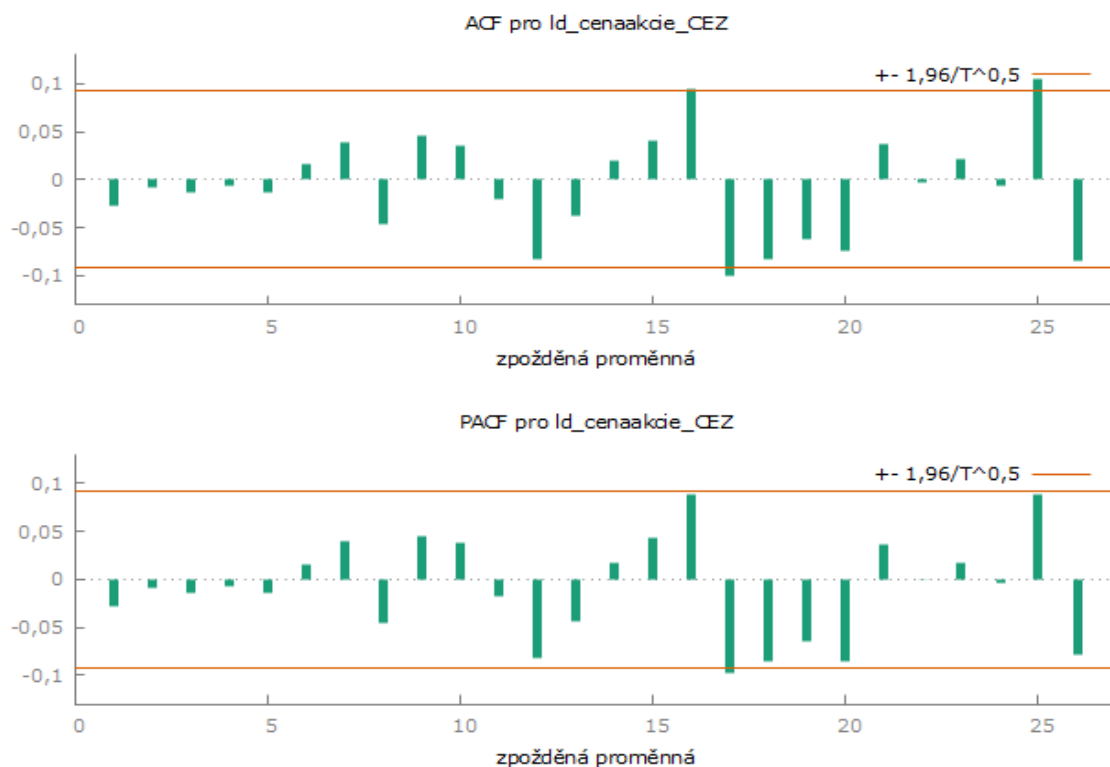 ACF pro ld_cenaakcie_CEZ
+- 1,96/T^0,5
0,1
0,05
0
-0,05
-0,1
0 5 10 15 20 25
zpožděná proměnná
PACF pro ld_cenaakcie_CEZ
+- 1,96/T^0,5
0,1
0,05
0
-0,05
-0,1
0 5 10 15 20 25
zpožděná proměnná